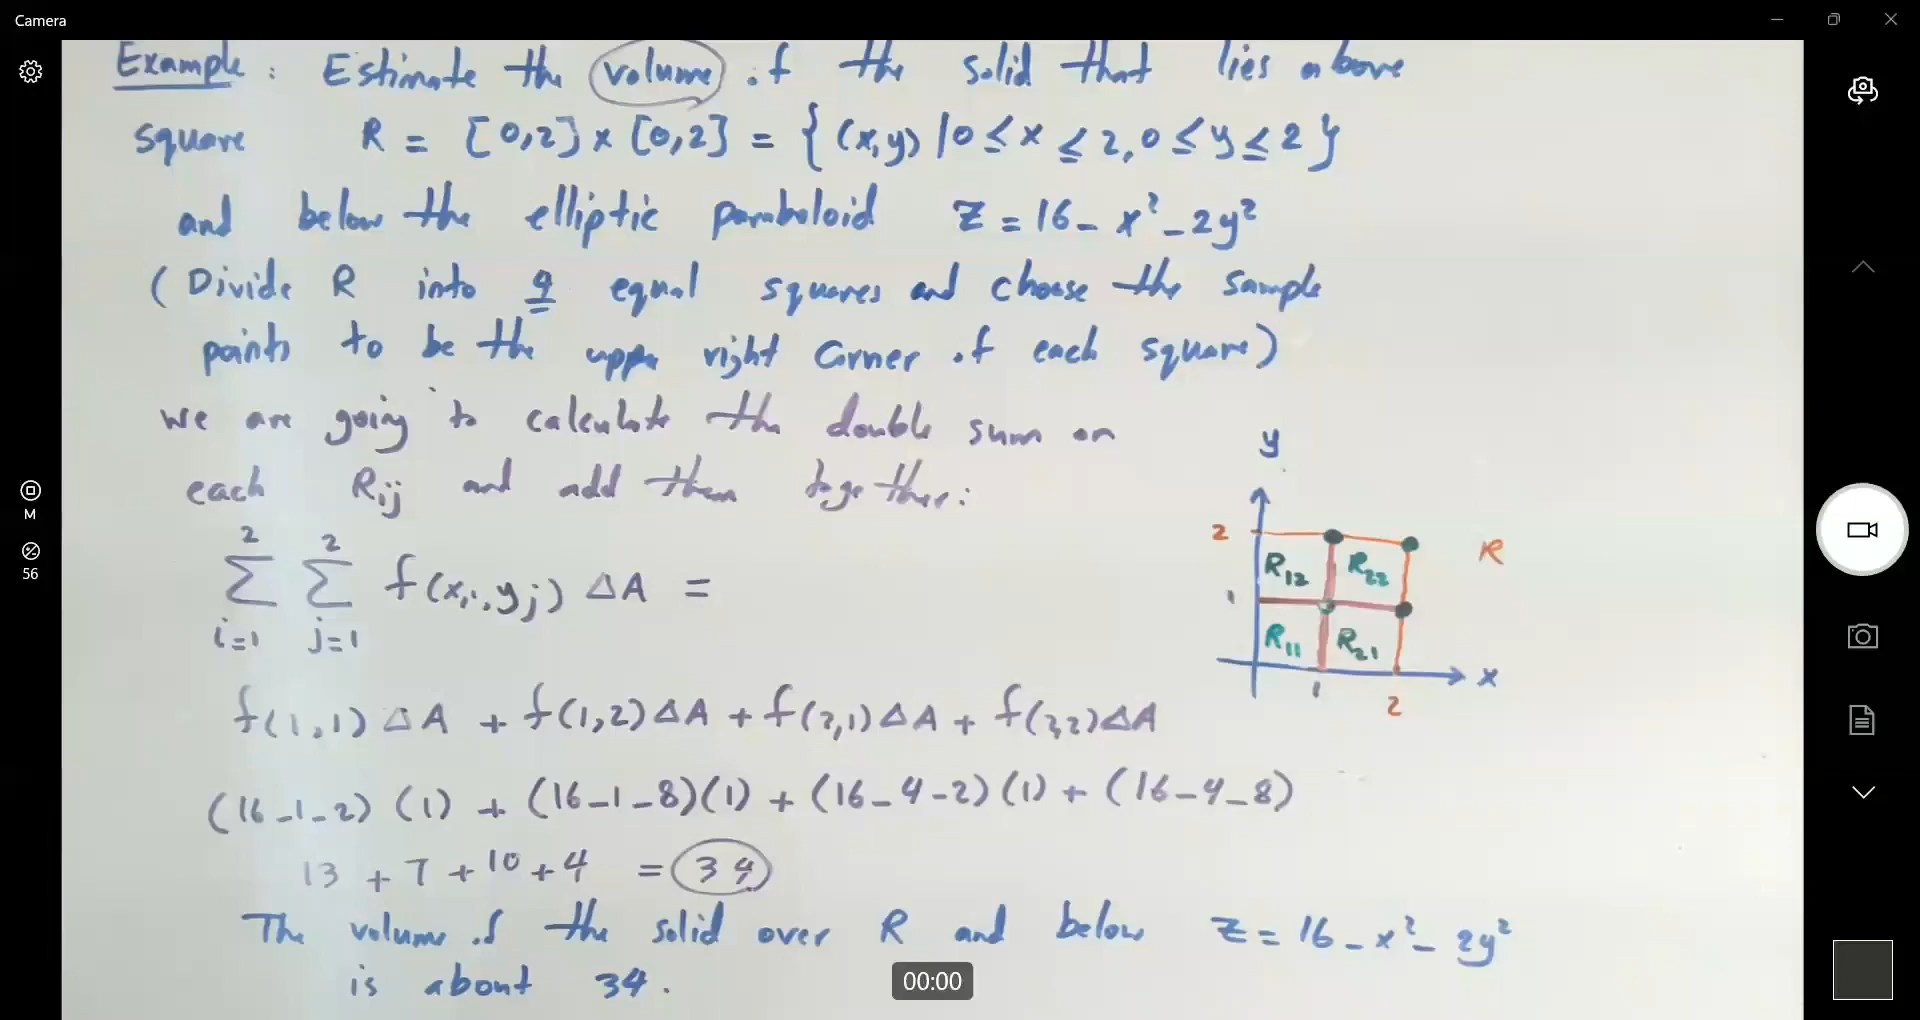 Camera
Example: Estimate the volume of the solid that lies above
square R = [0,2] x [0,2] = {(x,y) | 0 ≤ x ≤ 2, 0 ≤ y ≤ 2}
and below the elliptic paraboloid z = 16 - x² - 2y²
(Divide R into 4 equal squares and choose the sample
points to be the upper right corner of each square)
we are going to calculate the double sum on
each Rij and add them together:
2 2
∑ ∑ f(xi, yj) ΔA =
i=1 j=1
y
2
R
R12 R22
1
R11 R21
x
1
2
f(1,1) ΔA + f(1,2) ΔA + f(2,1) ΔA + f(2,2) ΔA
(16-1-2) (1) + (16-1-8)(1) + (16-4-2)(1) + (16-4-8)
13 + 7 + 10 + 4 = 34
The volume of the solid over R and below z = 16 - x² - 2y²
is about 34.
M
56
00:00